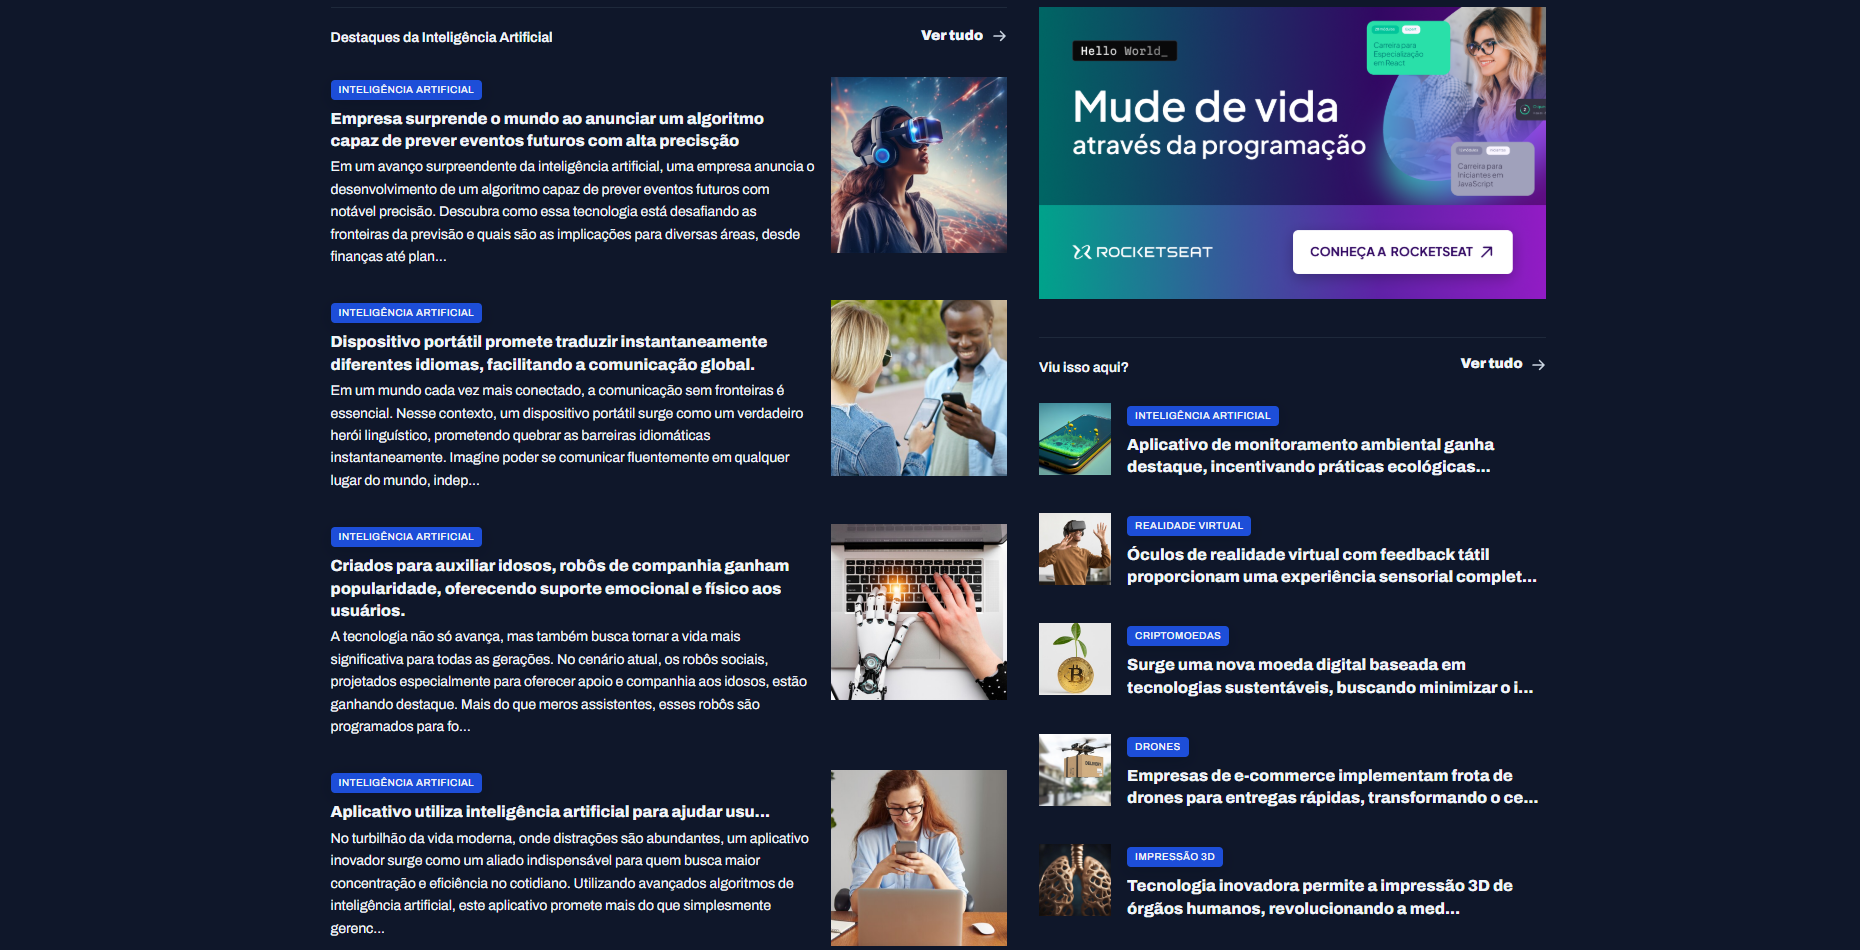 Destaques da Inteligência Artificial
Ver tudo
INTELIGÊNCIA ARTIFICIAL
Empresa surprende o mundo ao anunciar um algoritmo
capaz de prever eventos futuros com alta precisção
Em um avanço surpreendente da inteligência artificial, uma empresa anuncia o
desenvolvimento de um algoritmo capaz de prever eventos futuros com
notável precisão. Descubra como essa tecnologia está desafiando as
fronteiras da previsão e quais são as implicações para diversas áreas, desde
finanças até plan...
INTELIGÊNCIA ARTIFICIAL
Dispositivo portátil promete traduzir instantaneamente
diferentes idiomas, facilitando a comunicação global.
Em um mundo cada vez mais conectado, a comunicação sem fronteiras é
essencial. Nesse contexto, um dispositivo portátil surge como um verdadeiro
herói linguístico, prometendo quebrar as barreiras idiomáticas
instantaneamente. Imagine poder se comunicar fluentemente em qualquer
lugar do mundo, indep...
INTELIGÊNCIA ARTIFICIAL
Criados para auxiliar idosos, robôs de companhia ganham
popularidade, oferecendo suporte emocional e físico aos
usuários.
A tecnologia não só avança, mas também busca tornar a vida mais
significativa para todas as gerações. No cenário atual, os robôs sociais,
projetados especialmente para oferecer apoio e companhia aos idosos, estão
ganhando destaque. Mais do que meros assistentes, esses robôs são
programados para fo...
INTELIGÊNCIA ARTIFICIAL
Aplicativo utiliza inteligência artificial para ajudar usu...
No turbilhão da vida moderna, onde distrações são abundantes, um aplicativo
inovador surge como um aliado indispensável para quem busca maior
concentração e eficiência no cotidiano. Utilizando avançados algoritmos de
inteligência artificial, este aplicativo promete mais do que simplesmente
gerenc...
Hello World_
Mude de vida
através da programação
Carreira para
Especialização
em React
Carreira para
Iniciantes em
JavaScript
ROCKETSEAT
CONHEÇA A ROCKETSEAT
Viu isso aqui?
Ver tudo
INTELIGÊNCIA ARTIFICIAL
Aplicativo de monitoramento ambiental ganha
destaque, incentivando práticas ecológicas...
REALIDADE VIRTUAL
Óculos de realidade virtual com feedback tátil
proporcionam uma experiência sensorial complet...
CRIPTOMOEDAS
Surge uma nova moeda digital baseada em
tecnologias sustentáveis, buscando minimizar o i...
DRONES
Empresas de e-commerce implementam frota de
drones para entregas rápidas, transformando o ce...
DELIVERY
IMPRESSÃO 3D
Tecnologia inovadora permite a impressão 3D de
órgãos humanos, revolucionando a med...